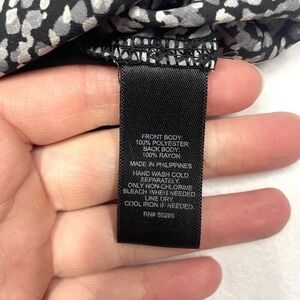 FRONT BODY:
100% POLYESTER
BACK BODY:
100% RAYON
MADE IN PHILIPPINES
HAND WASH COLD
SEPARATELY.
ONLY NON-CHLORINE
BLEACH WHEN NEEDED
LINE DRY.
COOL IRON IF NEEDED.
RN# 55285